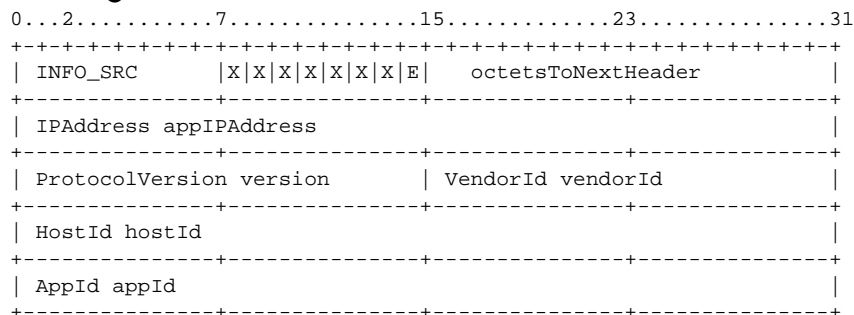 0...2...........7...............15.............23...............31
+-+-+-+-+-+-+-+-+-+-+-+-+-+-+-+-+-+-+-+-+-+-+-+-+-+-+-+-+-+-+-+-+
| INFO_SRC      |X|X|X|X|X|X|X|E|   octetsToNextHeader          |
+---------------+---------------+---------------+---------------+
| IPAddress appIPAddress                                        |
+---------------+---------------+---------------+---------------+
| ProtocolVersion version       | VendorId vendorId             |
+---------------+---------------+---------------+---------------+
| HostId hostId                                                 |
+---------------+---------------+---------------+---------------+
| AppId appId                                                   |
+---------------+---------------+---------------+---------------+